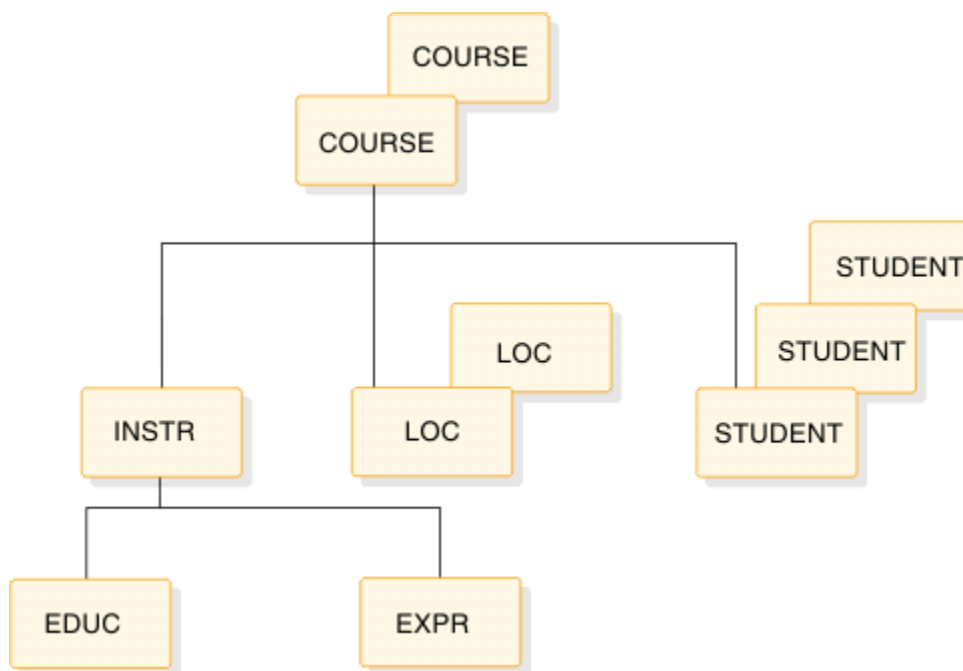 COURSE
COURSE
STUDENT
STUDENT
LOC
INSTR
LOC
STUDENT
EDUC
EXPR